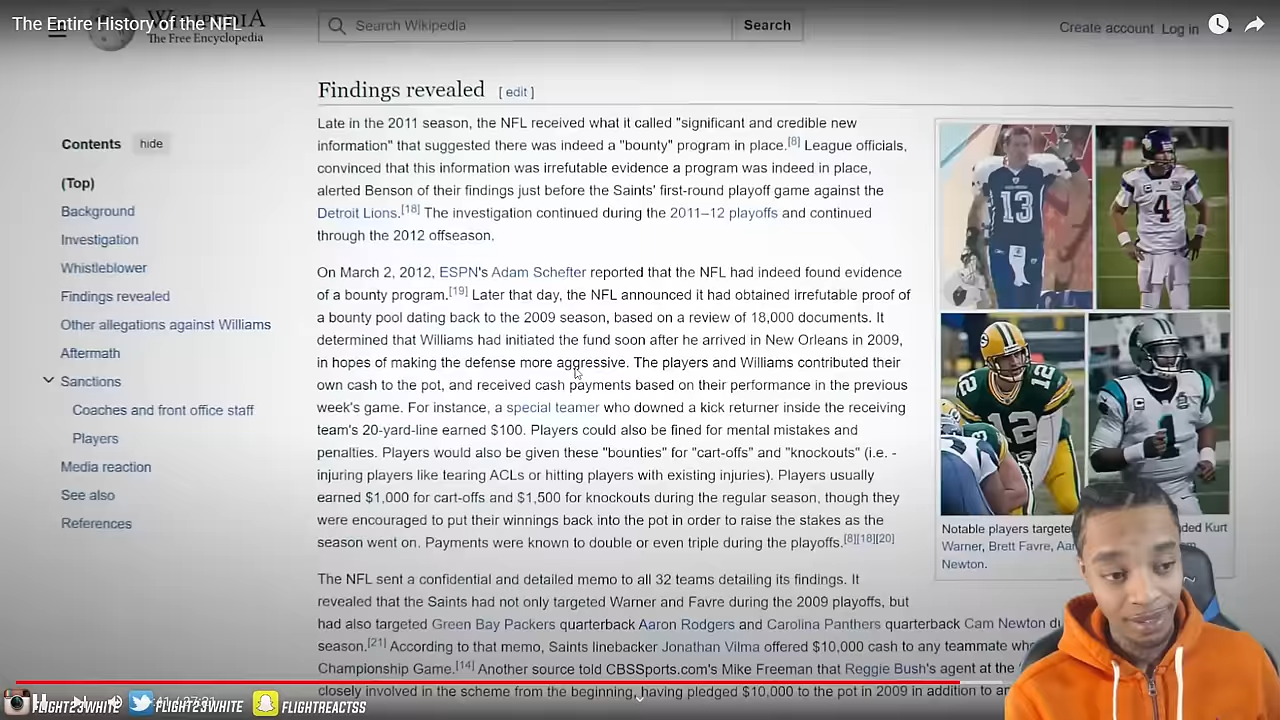 The Entire History of the NFL
WIKIPEDIA
The Free Encyclopedia
Search Wikipedia
Search
Create account Log in
Contents hide
(Top)
Background
Investigation
Whistleblower
Findings revealed
Other allegations against Williams
Aftermath
Sanctions
Coaches and front office staff
Players
Media reaction
See also
References
Findings revealed [ edit ]
Late in the 2011 season, the NFL received what it called "significant and credible new
information" that suggested there was indeed a "bounty" program in place.[8] League officials,
convinced that this information was irrefutable evidence a program was indeed in place,
alerted Benson of their findings just before the Saints' first-round playoff game against the
Detroit Lions.[18] The investigation continued during the 2011–12 playoffs and continued
through the 2012 offseason.
On March 2, 2012, ESPN's Adam Schefter reported that the NFL had indeed found evidence
of a bounty program.[19] Later that day, the NFL announced it had obtained irrefutable proof of
a bounty pool dating back to the 2009 season, based on a review of 18,000 documents. It
determined that Williams had initiated the fund soon after he arrived in New Orleans in 2009,
in hopes of making the defense more aggressive. The players and Williams contributed their
own cash to the pot, and received cash payments based on their performance in the previous
week's game. For instance, a special teamer who downed a kick returner inside the receiving
team's 20-yard-line earned $100. Players could also be fined for mental mistakes and
penalties. Players would also be given these "bounties" for "cart-offs" and "knockouts" (i.e. -
injuring players like tearing ACLs or hitting players with existing injuries). Players usually
earned $1,000 for cart-offs and $1,500 for knockouts during the regular season, though they
were encouraged to put their winnings back into the pot in order to raise the stakes as the
season went on. Payments were known to double or even triple during the playoffs.[8][18][20]
The NFL sent a confidential and detailed memo to all 32 teams detailing its findings. It
revealed that the Saints had not only targeted Warner and Favre during the 2009 playoffs, but
had also targeted Green Bay Packers quarterback Aaron Rodgers and Carolina Panthers quarterback Cam Newton
season.[21] According to that memo, Saints linebacker Jonathan Vilma offered $10,000 cash to any teammate
Championship Game.[14] Another source told CBSSports.com's Mike Freeman that Reggie Bush's agent at the
closely involved in the scheme from the beginning, having pledged $10,000 to the pot in 2009 in addition to
13
4
12 12
1
Notable players Kurt
Warner, Brett Favre,
Newton.
FLIGHT23WHITE
FLIGHT23WHITE
FLIGHTREACTSS